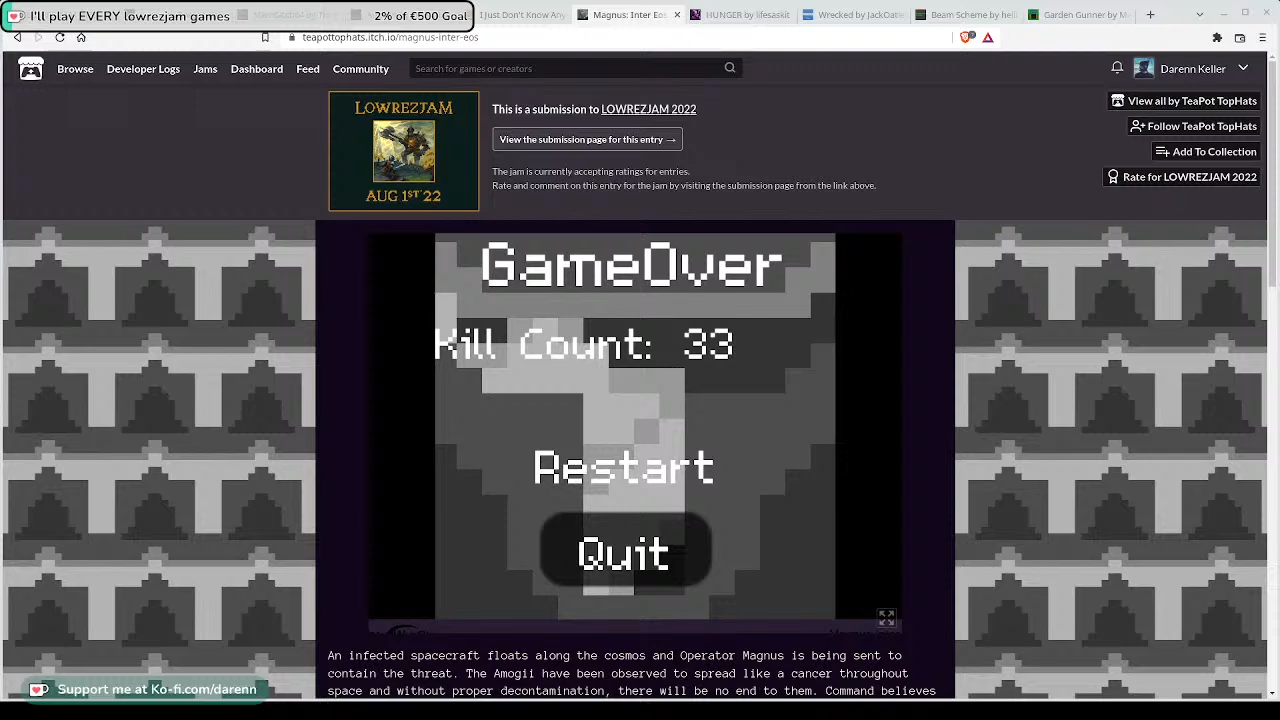 I'll play EVERY lowrezjam games
2% of €500 Goal
I Just Don't Know Any
Magnus: Inter Eos
HUNGER by lifesaskit
Wrecked by JackDate
Beam Scheme by heli
Garden Gunner by M
teapottophats.itch.io/magnus-inter-eos
Browse
Developer Logs
Jams
Dashboard
Feed
Community
Search for games or creators
Darenn Keller
LOWREZJAM
AUG 1ST 22
This is a submission to LOWREZJAM 2022
View the submission page for this entry →
The jam is currently accepting ratings for entries.
Rate and comment on this entry for the jam by visiting the submission page from the link above.
View all by TeaPot TopHats
Follow TeaPot TopHats
Add To Collection
Rate for LOWREZJAM 2022
GameOver
Kill Count: 33
Restart
Quit
An infected spacecraft floats along the cosmos and Operator Magnus is being sent to
contain the threat. The Amogii have been observed to spread like a cancer throughout
space and without proper decontamination, there will be no end to them. Command believes
Support me at Ko-fi.com/darenn